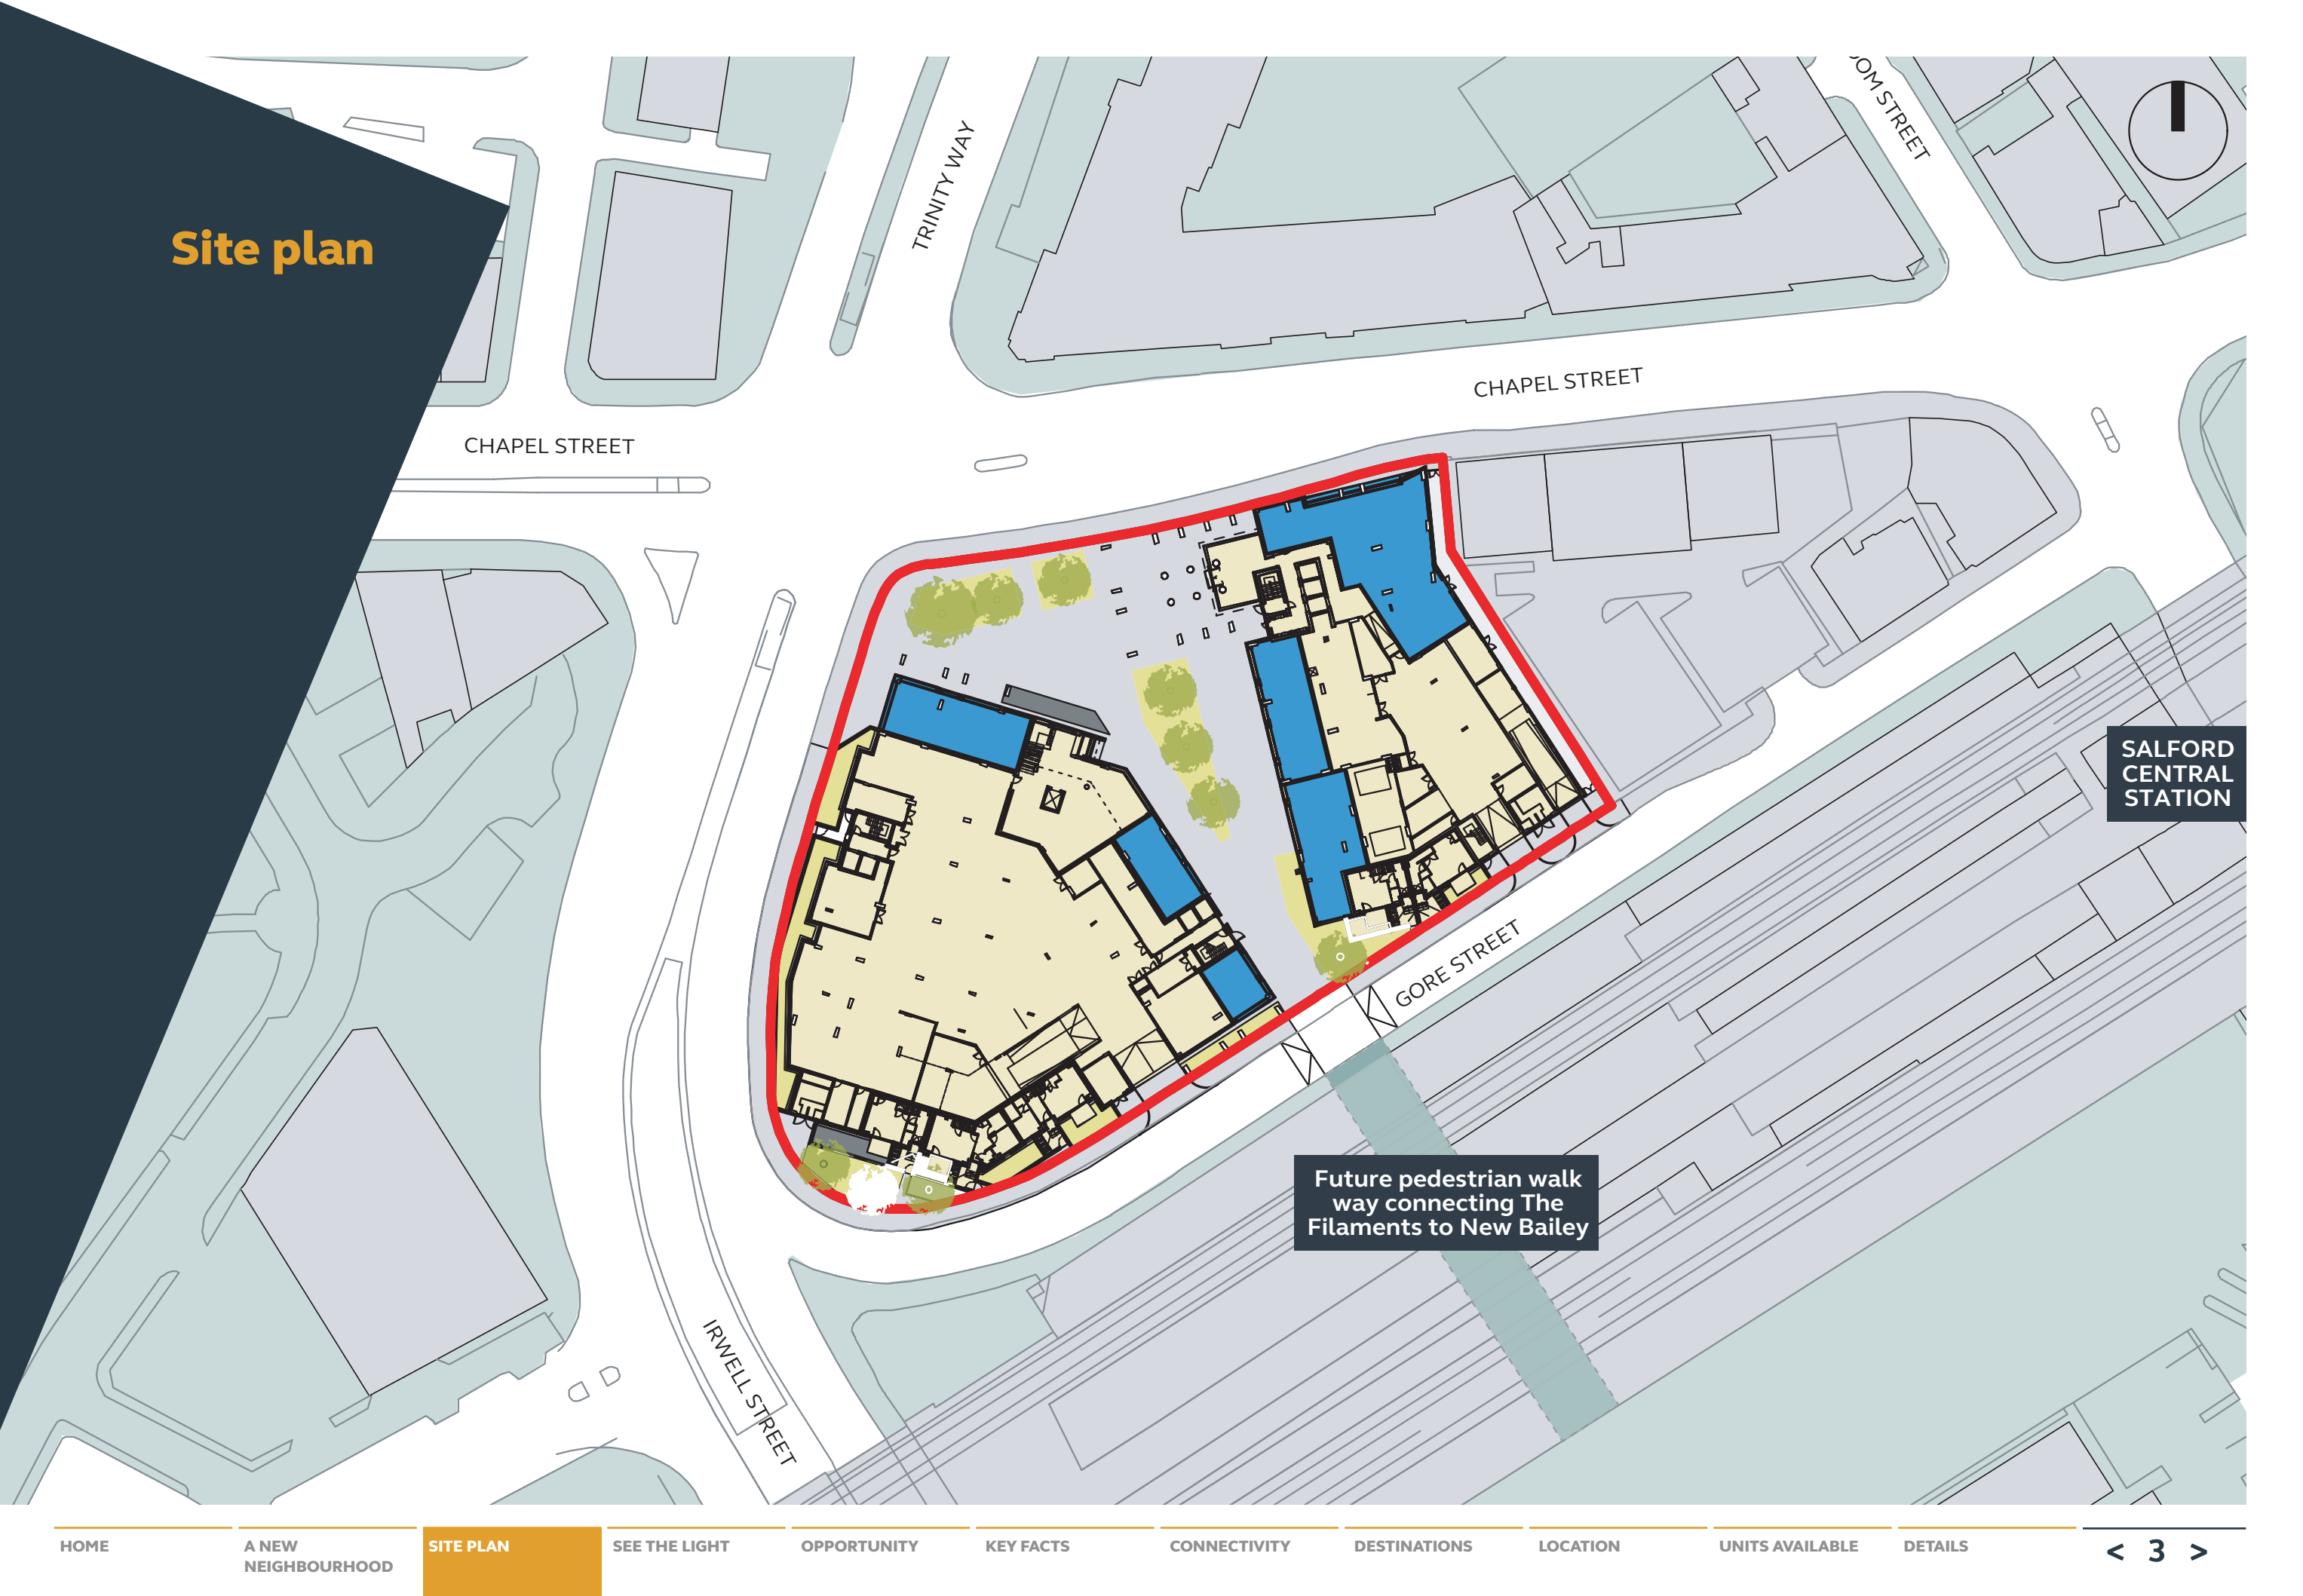 Site plan
TRINITY WAY
OOM STREET
CHAPEL STREET
CHAPEL STREET
SALFORD
CENTRAL
STATION
GORE STREET
Future pedestrian walk
way connecting The
Filaments to New Bailey
IRWELL STREET
HOME
A NEW
NEIGHBOURHOOD
SITE PLAN
SEE THE LIGHT
OPPORTUNITY
KEY FACTS
CONNECTIVITY
DESTINATIONS
LOCATION
UNITS AVAILABLE
DETAILS
< 3 >